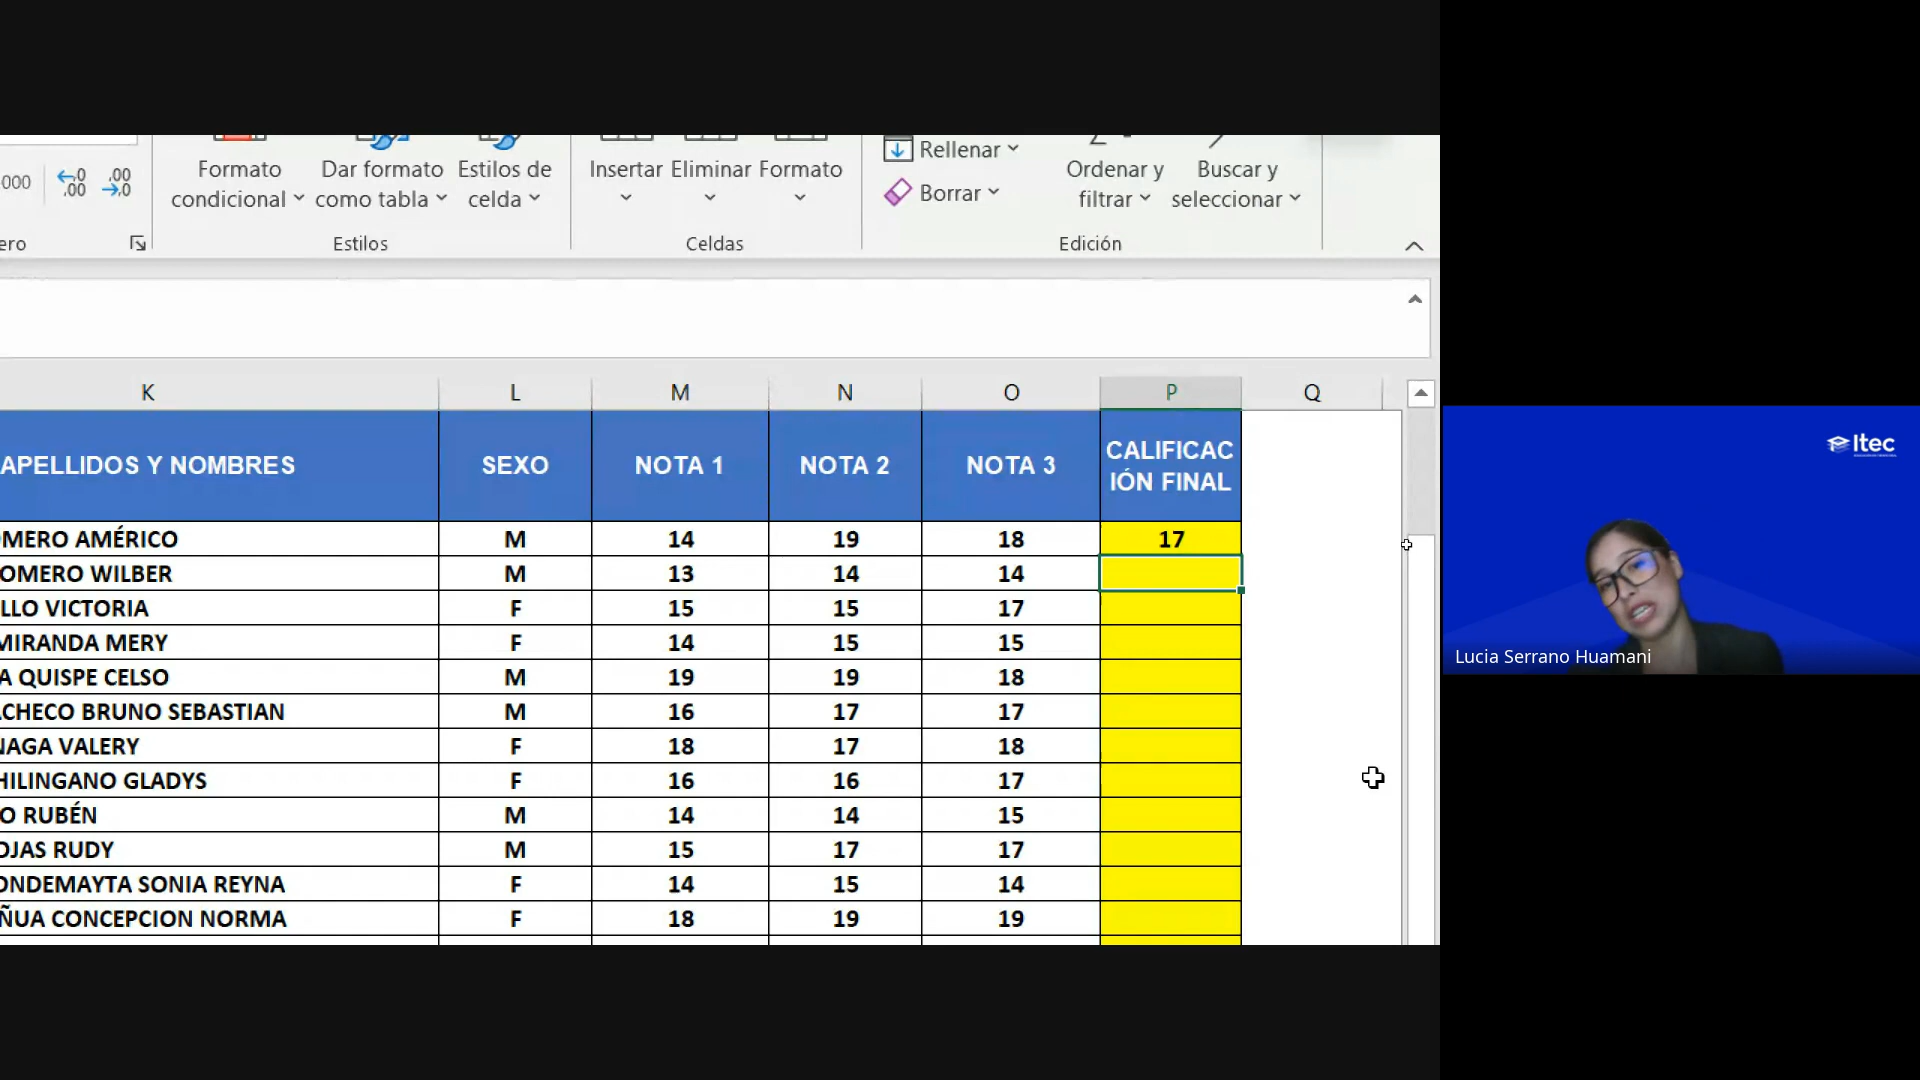 Rellenar
Formato condicional
Dar formato como tabla
Estilos de celda
Insertar Eliminar Formato
Ordenar y filtrar
Buscar y seleccionar
Borrar
000
,00
,00
Estilos
Celdas
Edición
K L M N O P Q
APELLIDOS Y NOMBRES SEXO NOTA 1 NOTA 2 NOTA 3 CALIFICAC
IÓN FINAL
OMERO AMÉRICO M 14 19 18 17
OMERO WILBER M 13 14 14
LLO VICTORIA F 15 15 17
MIRANDA MERY F 14 15 15
A QUISPE CELSO M 19 19 18
ACHECO BRUNO SEBASTIAN M 16 17 17
NAGA VALERY F 18 17 18
HILINGANO GLADYS F 16 16 17
O RUBÉN M 14 14 15
OJAS RUDY M 15 17 17
ONDEMAYTA SONIA REYNA F 14 15 14
ÑUA CONCEPCION NORMA F 18 19 19
Itec
Lucia Serrano Huamani